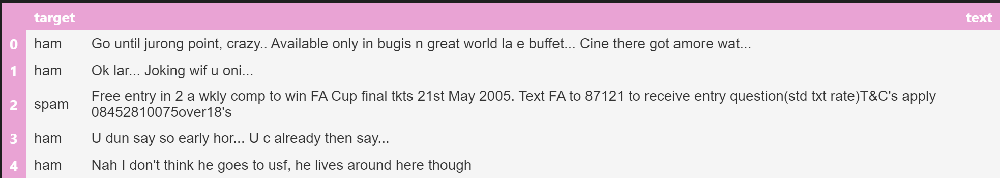 target text
0 ham Go until jurong point, crazy.. Available only in bugis n great world la e buffet... Cine there got amore wat...
1 ham Ok lar... Joking wif u oni...
2 spam Free entry in 2 a wkly comp to win FA Cup final tkts 21st May 2005. Text FA to 87121 to receive entry question(std txt rate)T&C's apply
08452810075over18's
3 ham U dun say so early hor... U c already then say...
4 ham Nah I don't think he goes to usf, he lives around here though